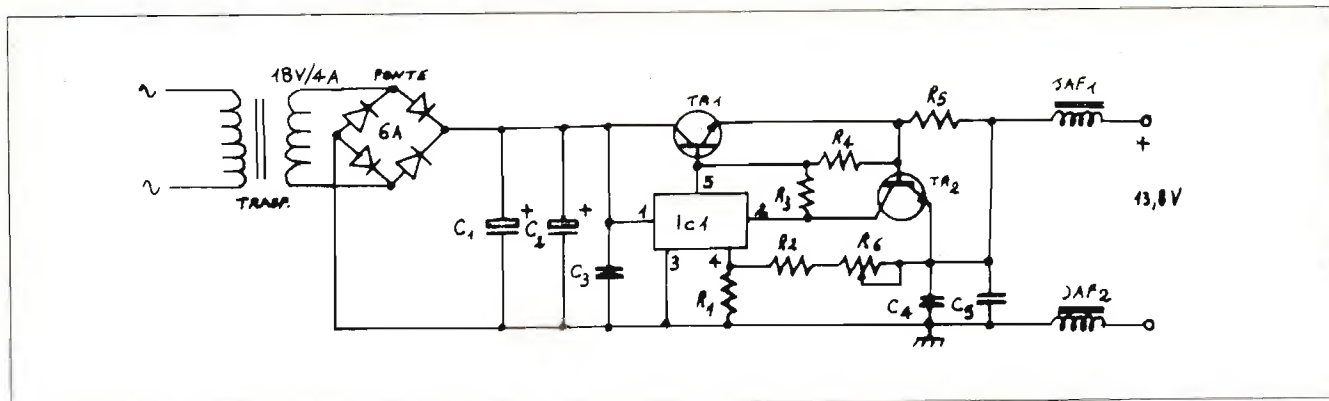 18V/4A
PONTE
6A
TRASF.
C1
+
C2
+
C3
TR1
5
1
Ic1
2
3
4
R1
R2
R3
R4
R5
R6
TR2
C4
C5
JAF1
+
13,8V
JAF2